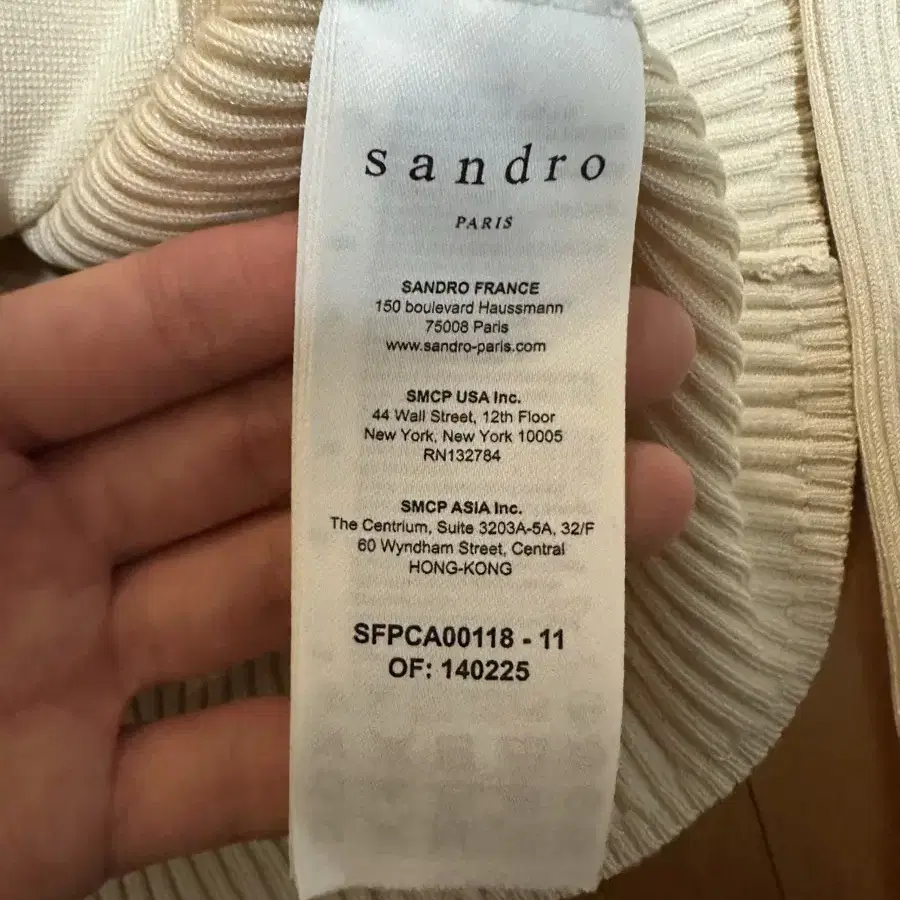 sandro
PARIS
SANDRO FRANCE
150 boulevard Haussmann
75008 Paris
www.sandro-paris.com
SMCP USA Inc.
44 Wall Street, 12th Floor
New York, New York 10005
RN132784
SMCP ASIA Inc.
The Centrium, Suite 3203A-5A, 32/F
60 Wyndham Street, Central
HONG-KONG
SFPCA00118 - 11
OF: 140225